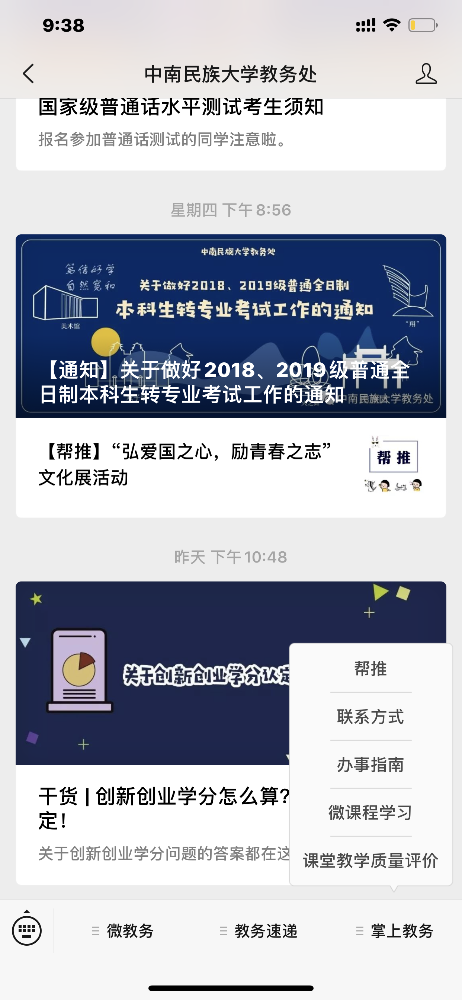 9:38
中南民族大学教务处
国家级普通话水平测试考生须知
报名参加普通话测试的同学注意啦。
星期四 下午8:56
中南民族大学教务处
笃信好学
自然宽和
关于做好2018、2019级普通全日制
本科生转专业考试工作的通知
美术馆
“翔”
【通知】关于做好2018、2019级普通全
日制本科生转专业考试工作的通知
中南民族大学教务处
【帮推】“弘爱国之心，励青春之志”
文化展活动
帮推
昨天 下午10:48
关于创新创业学分认定
干货 | 创新创业学分怎么算?
定！
关于创新创业学分问题的答案都在这
帮推
联系方式
办事指南
微课程学习
课堂教学质量评价
微教务
教务速递
掌上教务